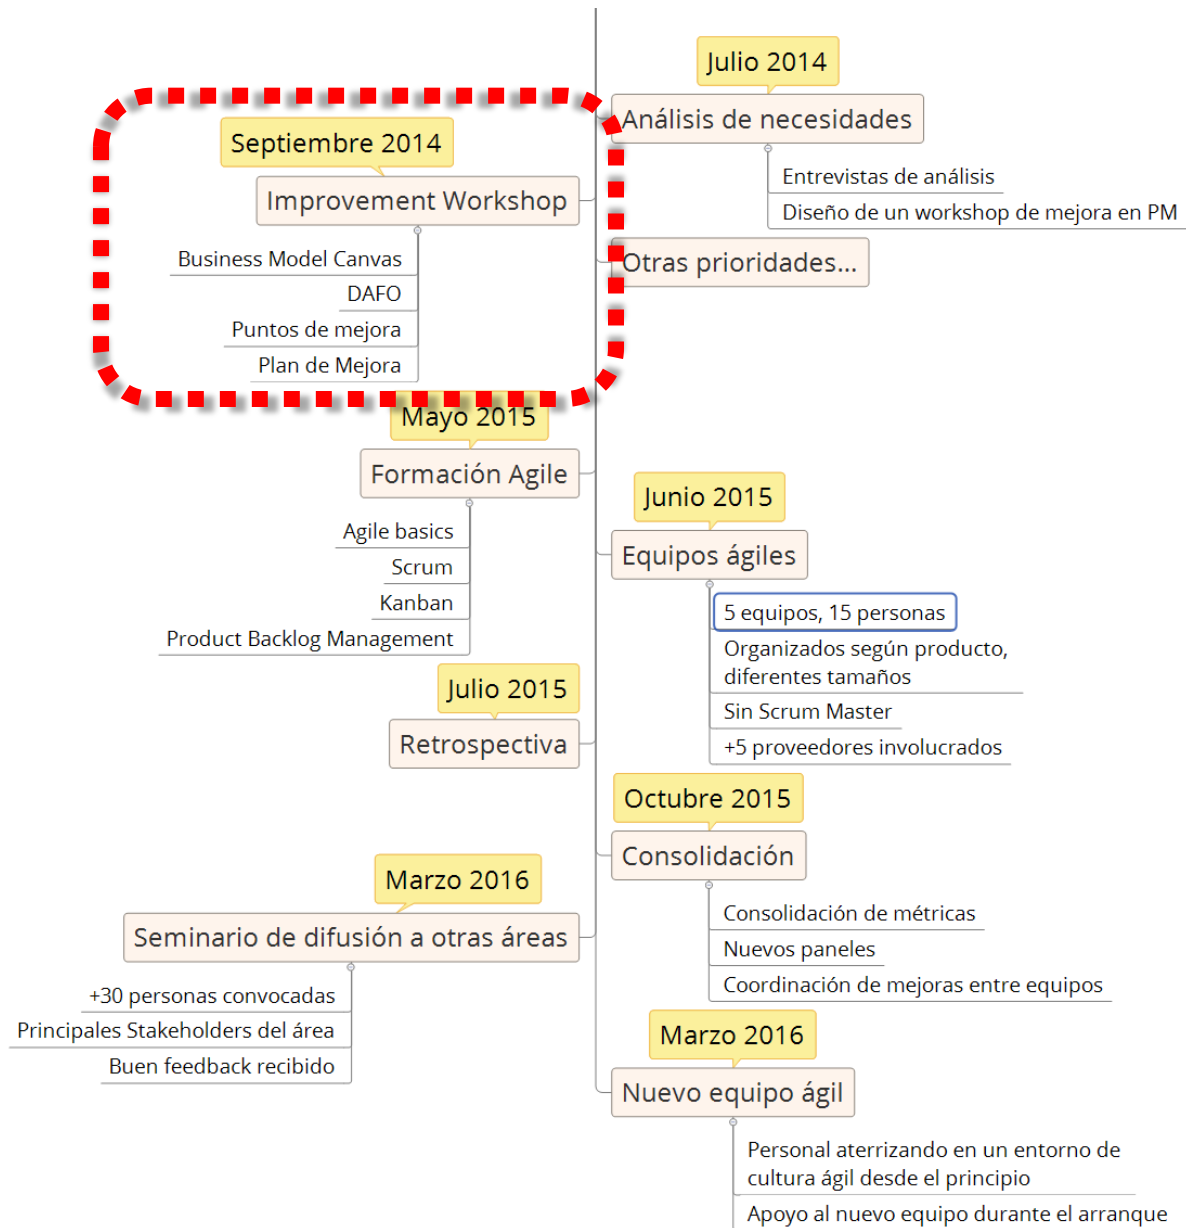 Julio 2014
Análisis de necesidades
Entrevistas de análisis
Diseño de un workshop de mejora en PM
Septiembre 2014
Improvement Workshop
Business Model Canvas
DAFO
Puntos de mejora
Plan de Mejora
Otras prioridades...
Mayo 2015
Formación Agile
Agile basics
Scrum
Kanban
Product Backlog Management
Junio 2015
Equipos ágiles
5 equipos, 15 personas
Organizados según producto,
diferentes tamaños
Sin Scrum Master
+5 proveedores involucrados
Julio 2015
Retrospectiva
Octubre 2015
Consolidación
Consolidación de métricas
Nuevos paneles
Coordinación de mejoras entre equipos
Marzo 2016
Seminario de difusión a otras áreas
+30 personas convocadas
Principales Stakeholders del área
Buen feedback recibido
Marzo 2016
Nuevo equipo ágil
Personal aterrizando en un entorno de
cultura ágil desde el principio
Apoyo al nuevo equipo durante el arranque